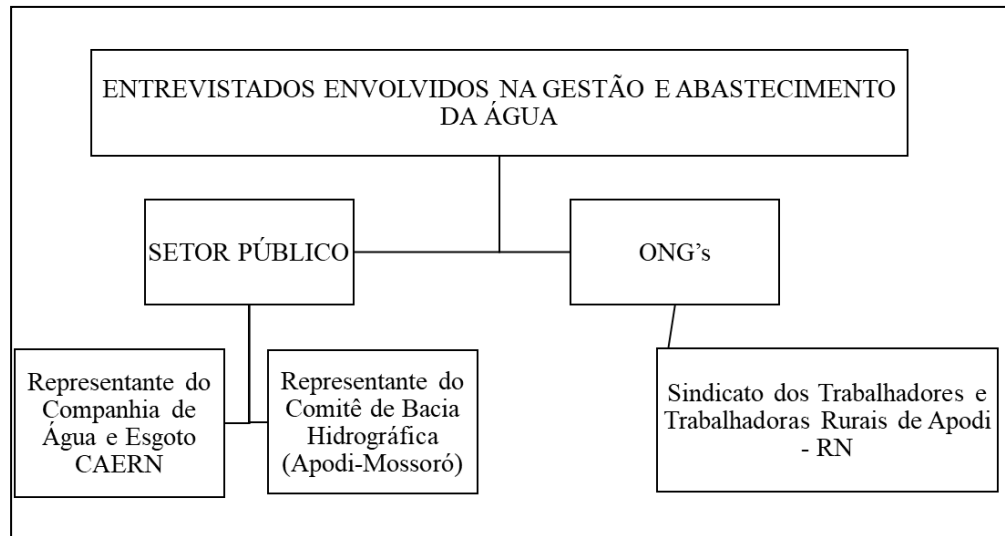 ENTREVISTADOS ENVOLVIDOS NA GESTÃO E ABASTECIMENTO
DA ÁGUA
SETOR PÚBLICO
ONG's
Representante do
Companhia de
Água e Esgoto
CAERN
Representante do
Comitê de Bacia
Hidrográfica
(Apodi-Mossoró)
Sindicato dos Trabalhadores e
Trabalhadoras Rurais de Apodi
- RN